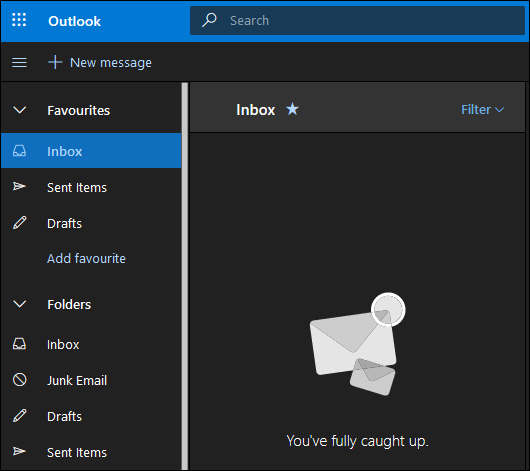 Outlook
Search
New message
Favourites
Inbox
Sent Items
Drafts
Add favourite
Folders
Inbox
Junk Email
Drafts
Sent Items
Inbox
Filter
You've fully caught up.